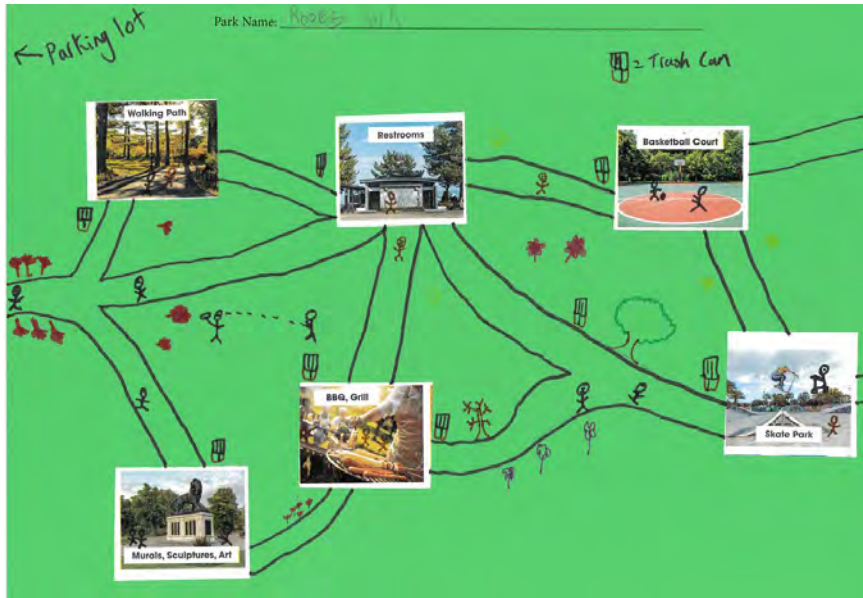 Park Name:
← Parking lot
= Trash Can
Walking Path
Restrooms
Basketball Court
BBQ, Grill
Skate Park
Murals, Sculptures, Art